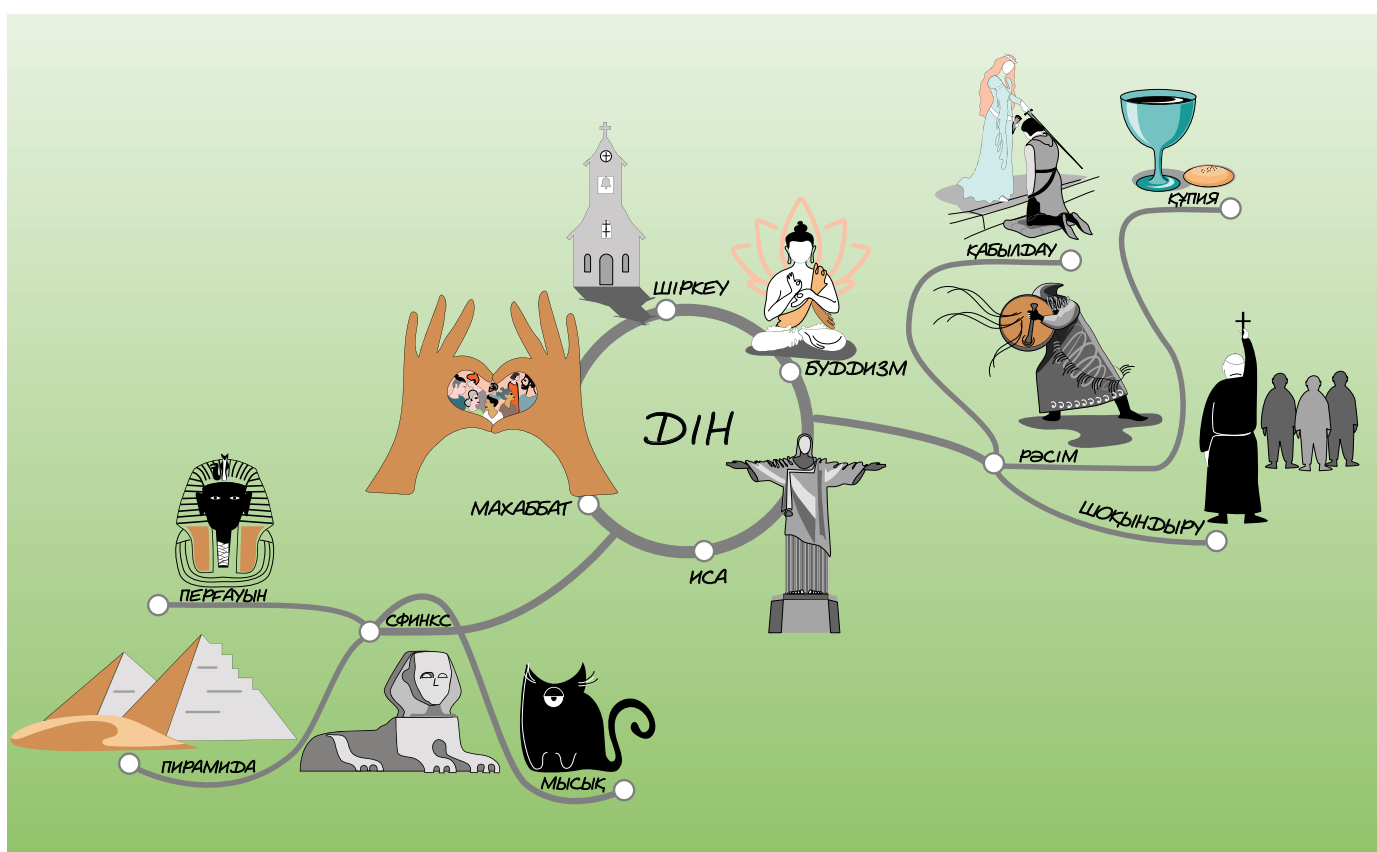 ҚҰПИЯ
ҚАБЫЛДАУ
ШІРКЕУ
БУДДИЗМ
ДІН
РӘСІМ
МАХАББАТ
ШОҚЫНДЫРУ
ИСА
ПЕРҒАУЫН
СФИНКС
ПИРАМИДА
МЫСЫҚ